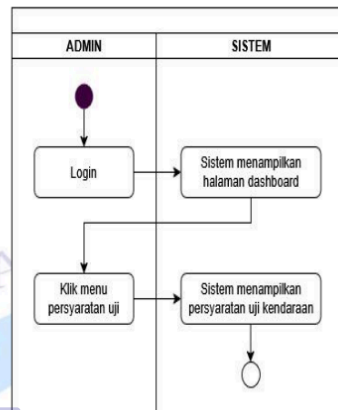 ADMIN
SISTEM
Login
Sistem menampilkan
halaman dashboard
Klik menu
persyaratan uji
Sistem menampilkan
persyaratan uji kendaraan